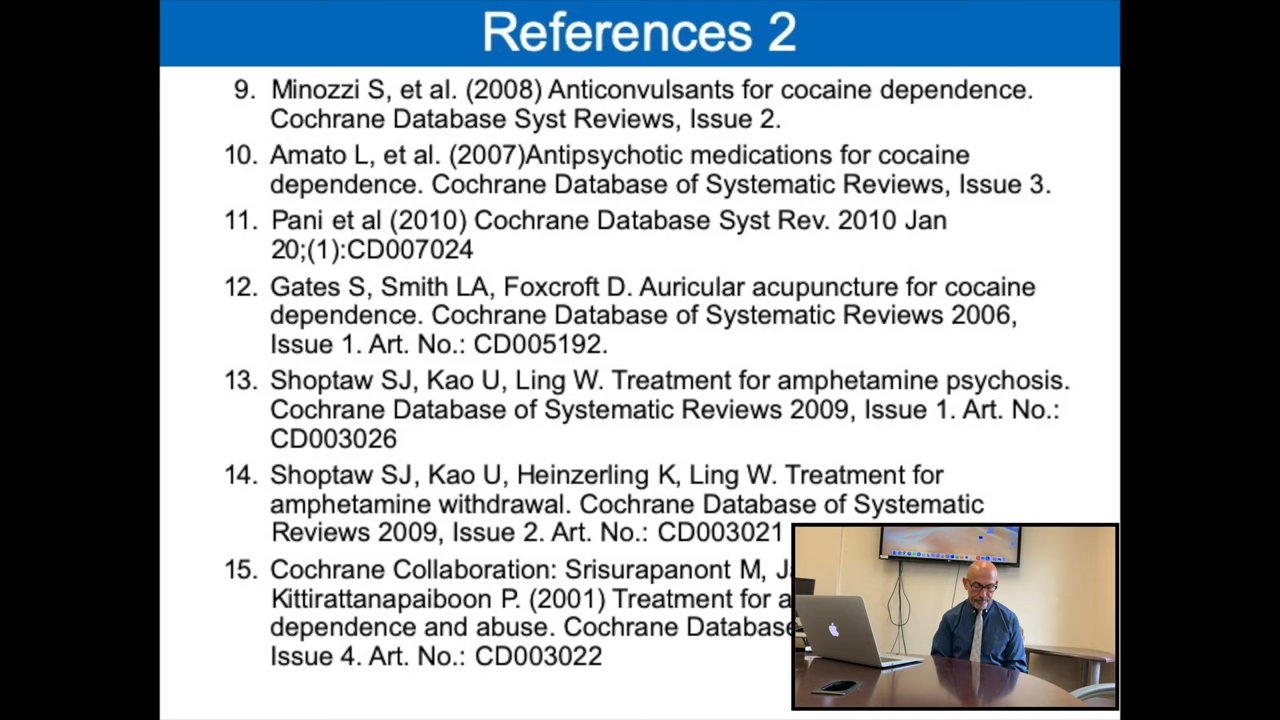 References 2
9. Minozzi S, et al. (2008) Anticonvulsants for cocaine dependence.
Cochrane Database Syst Reviews, Issue 2.
10. Amato L, et al. (2007)Antipsychotic medications for cocaine
dependence. Cochrane Database of Systematic Reviews, Issue 3.
11. Pani et al (2010) Cochrane Database Syst Rev. 2010 Jan
20;(1):CD007024
12. Gates S, Smith LA, Foxcroft D. Auricular acupuncture for cocaine
dependence. Cochrane Database of Systematic Reviews 2006,
Issue 1. Art. No.: CD005192.
13. Shoptaw SJ, Kao U, Ling W. Treatment for amphetamine psychosis.
Cochrane Database of Systematic Reviews 2009, Issue 1. Art. No.:
CD003026
14. Shoptaw SJ, Kao U, Heinzerling K, Ling W. Treatment for
amphetamine withdrawal. Cochrane Database of Systematic
Reviews 2009, Issue 2. Art. No.: CD003021
15. Cochrane Collaboration: Srisurapanont M,
Kittirattanapaiboon P. (2001) Treatment for
dependence and abuse. Cochrane Database
Issue 4. Art. No.: CD003022